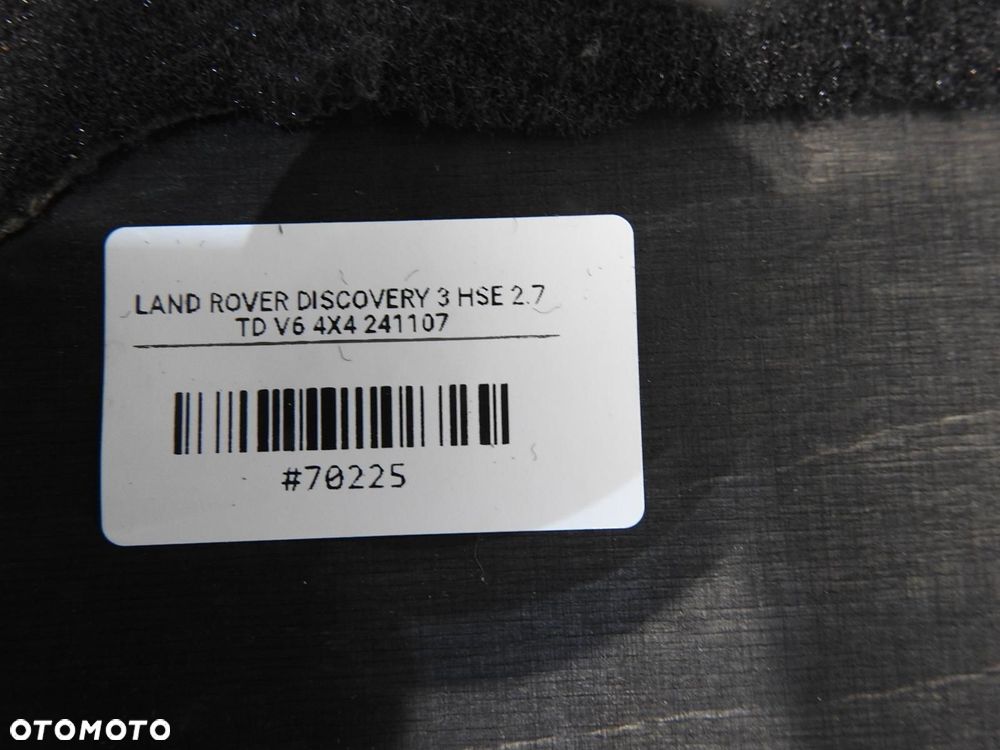 LAND ROVER DISCOVERY 3 HSE 2.7
TD V6 4X4 241107
#70225
OTOMOTO